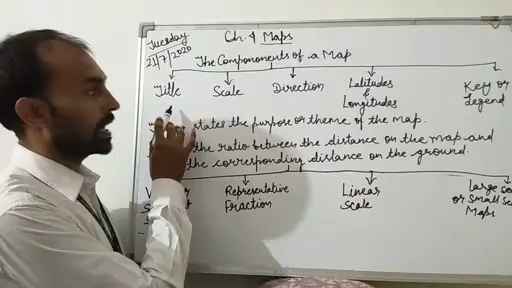 Tuesday
21/7/2020
Ch. 4 Maps
The Components of a Map
Title Scale Direction Latitudes & Longitudes Key or Legend
states the purpose or theme of the map.
the ratio between the distance on the map and
the corresponding distance on the ground.
Representative Fraction Linear Scale Large or Small Maps